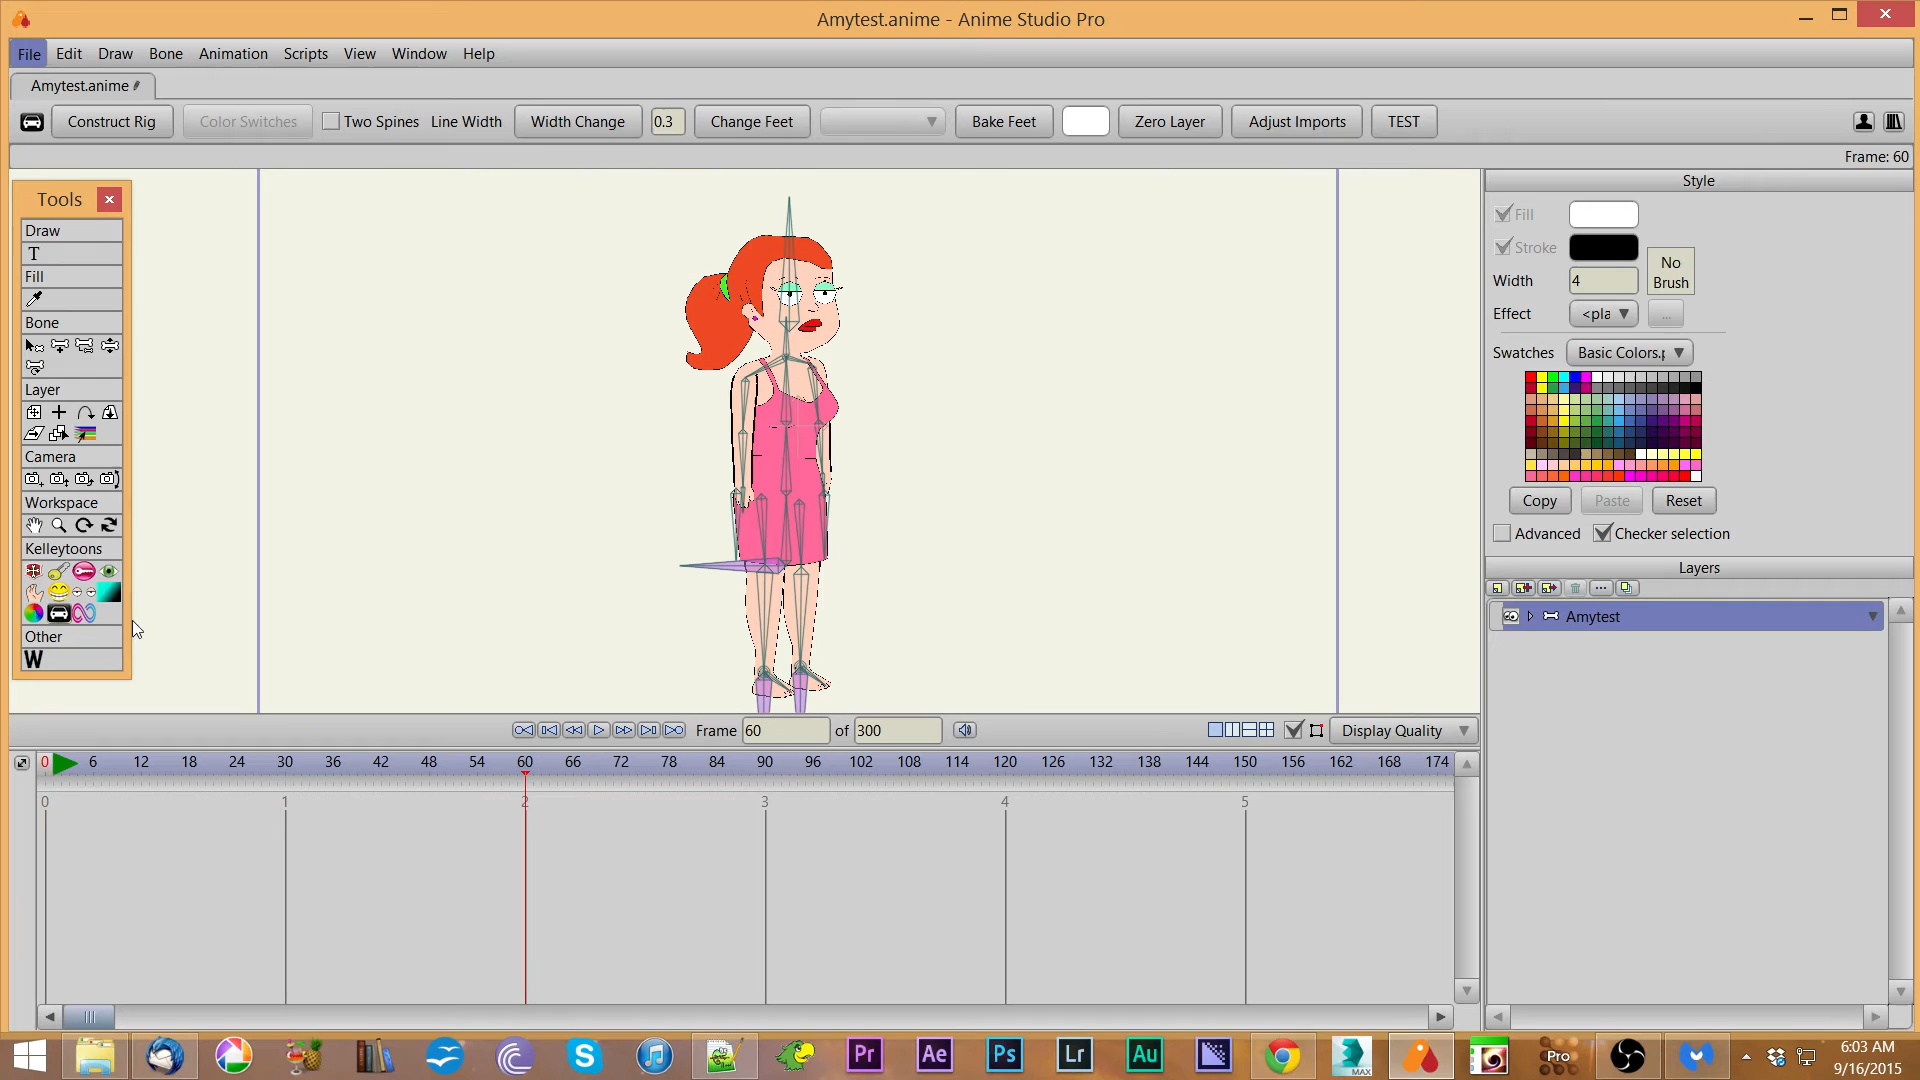 Amytest.anime - Anime Studio Pro
File Edit Draw Bone Animation Scripts View Window Help
Amytest.anime
Construct Rig Color Switches Two Spines Line Width Width Change 0.3 Change Feet Bake Feet Zero Layer Adjust Imports TEST
Frame: 60
Tools
Draw
T
Fill
Bone
Layer
Camera
Workspace
Kelleytoons
Other
W
Style
Fill
Stroke
No
Brush
Width 4
Effect <pla ...
Swatches Basic Colors.p
Copy Paste Reset
Advanced Checker selection
Layers
Amytest
Frame 60 of 300 Display Quality
0 6 12 18 24 30 36 42 48 54 60 66 72 78 84 90 96 102 108 114 120 126 132 138 144 150 156 162 168 174
0 1 2 3 4 5
Pr Ae Ps Lr Au MAX Pro
6:03 AM
9/16/2015